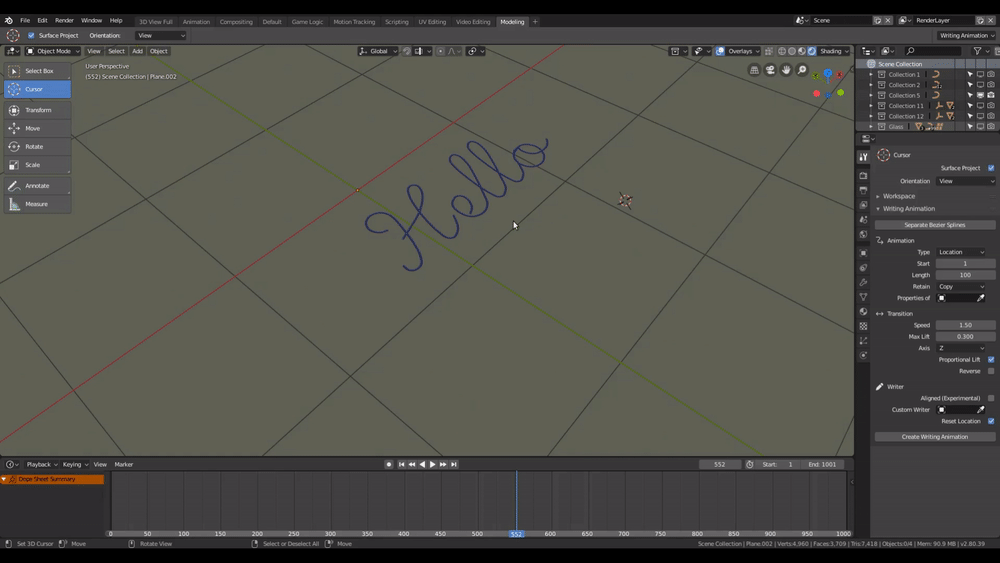 File Edit Render Window Help 3D View Full Animation Compositing Default Game Logic Motion Tracking Scripting UV Editing Video Editing Modeling + Scene RenderLayer
Surface Project Orientation: View Writing Animation
Object Mode View Select Add Object Global Overlays Shading
User Perspective
(552) Scene Collection | Plane.002
Select Box
Cursor
Transform
Move
Rotate
Scale
Annotate
Measure
Hello
Scene Collection
Collection 1
Collection 2
Collection 5
Collection 11
Collection 12
Glass
Cursor
Surface Project
Orientation View
Workspace
Writing Animation
Separate Bezier Splines
Animation
Type Location
Start 1
Length 100
Retain Copy
Properties of
Transition
Speed 1.50
Max Lift 0.300
Axis Z
Proportional Lift
Reverse
Writer
Aligned (Experimental)
Custom Writer
Reset Location
Create Writing Animation
Playback Keying View Marker 552 Start: 1 End: 1001
Dope Sheet Summary
0 50 100 150 200 250 300 350 400 450 500 552 600 650 700 750 800 850 900 950 1000
Set 3D Cursor Move Rotate View Select or Deselect All Move Scene Collection | Plane.002 | Verts:4,960 | Faces:3,709 | Tris:7,418 | Objects:0/4 | Mem: 90.9 MB | v2.80.39